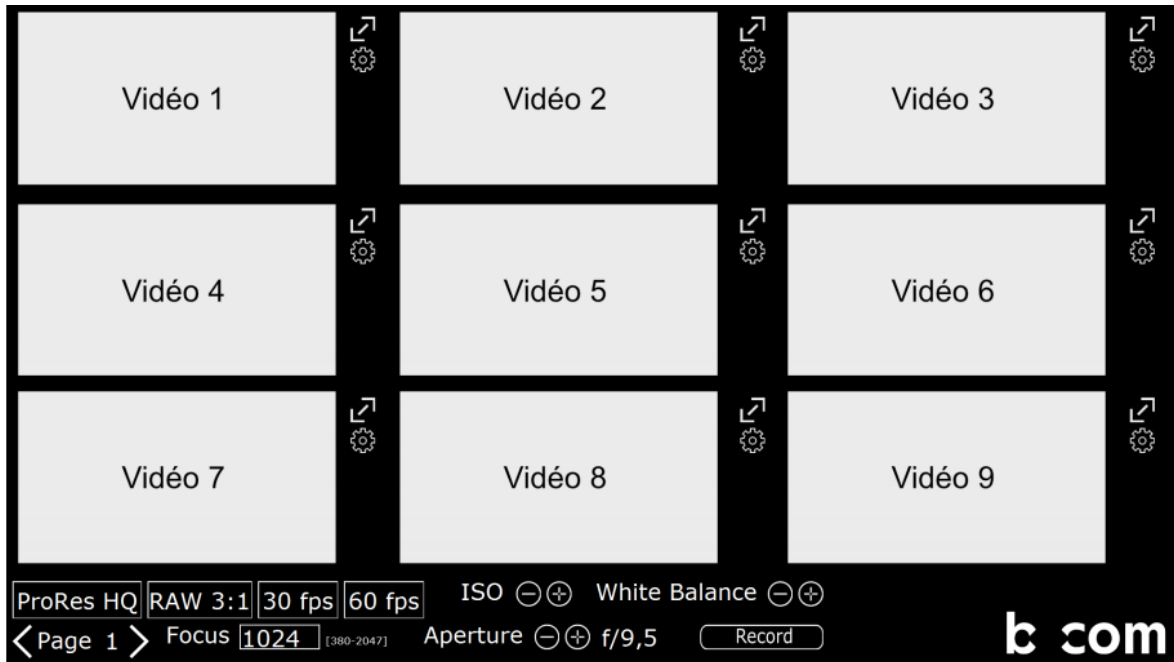 Vidéo 1
Vidéo 2
Vidéo 3
Vidéo 4
Vidéo 5
Vidéo 6
Vidéo 7
Vidéo 8
Vidéo 9
ProRes HQ RAW 3:1 30 fps 60 fps ISO White Balance
Page 1 Focus 1024 [380-2047] Aperture f/9,5 Record
b com